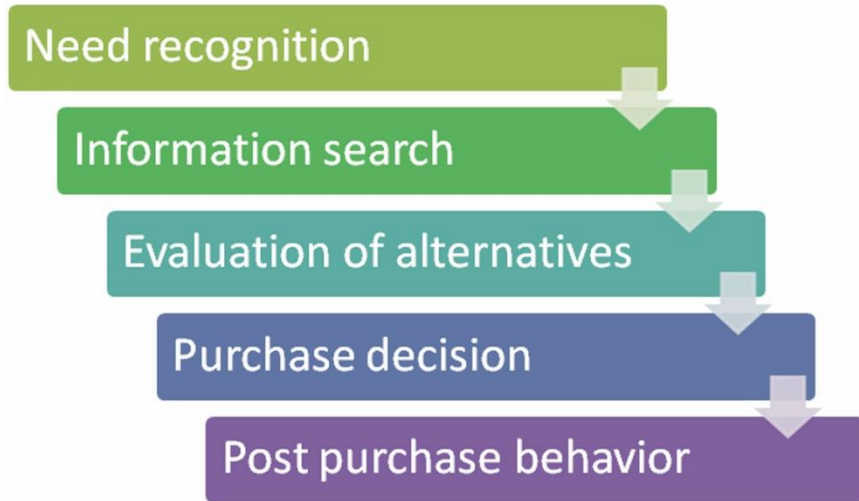 Need recognition
Information search
Evaluation of alternatives
Purchase decision
Post purchase behavior